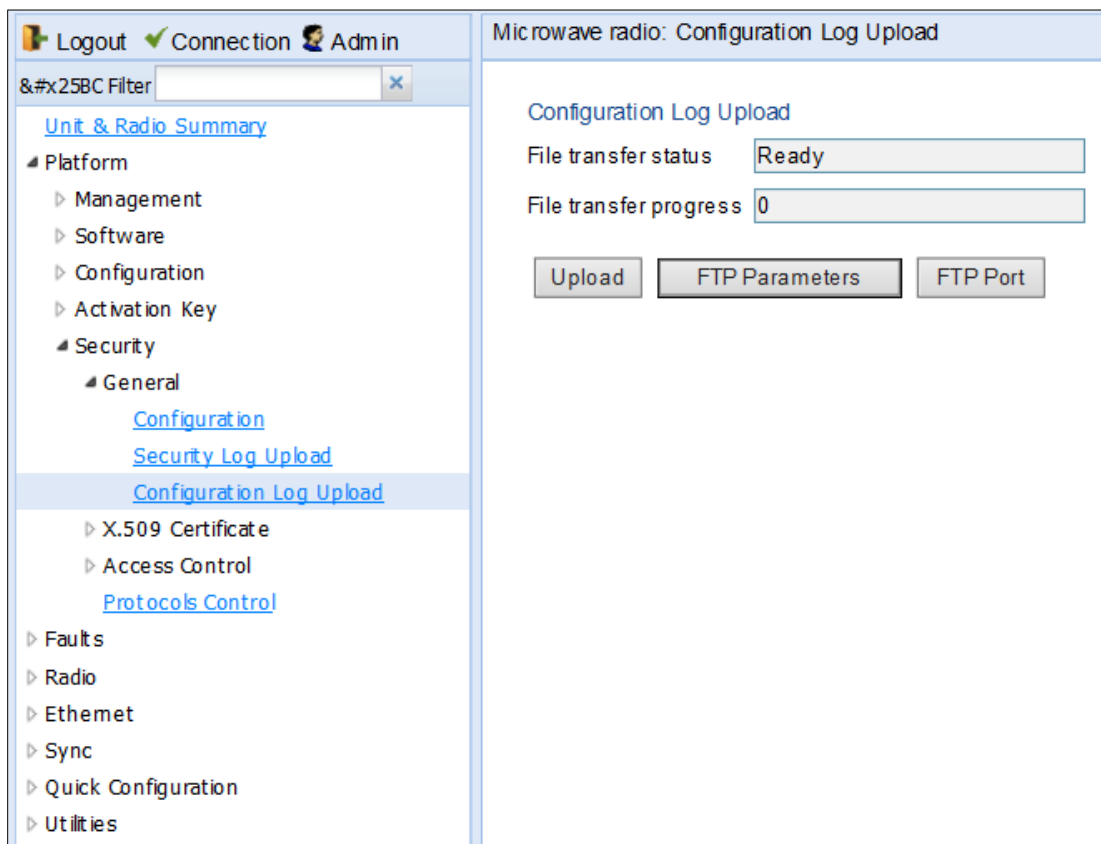 Logout Connection Admin
&#x25BC Filter
Unit & Radio Summary
Platform
Management
Software
Configuration
Activation Key
Security
General
Configuration
Security Log Upload
Configuration Log Upload
X.509 Certificate
Access Control
Protocols Control
Faults
Radio
Ethernet
Sync
Quick Configuration
Utilities
Microwave radio: Configuration Log Upload
Configuration Log Upload
File transfer status Ready
File transfer progress 0
Upload FTP Parameters FTP Port